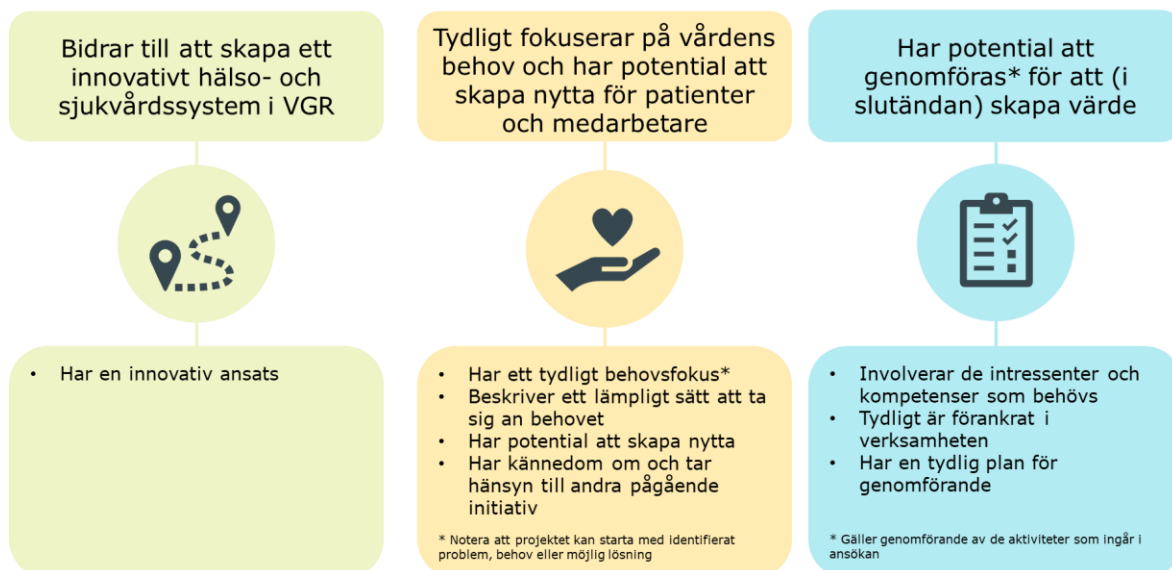 Bidrar till att skapa ett
innovativt hälso- och
sjukvårdssystem i VGR
• Har en innovativ ansats
Tydligt fokuserar på vårdens
behov och har potential att
skapa nytta för patienter
och medarbetare
• Har ett tydligt behovsfokus*
• Beskriver ett lämpligt sätt att ta
sig an behovet
• Har potential att skapa nytta
• Har kännedom om och tar
hänsyn till andra pågående
initiativ
* Notera att projektet kan starta med identifierat
problem, behov eller möjlig lösning
Har potential att
genomföras* för att (i
slutändan) skapa värde
• Involverar de intressenter och
kompetenser som behövs
• Tydligt är förankrat i
verksamheten
• Har en tydlig plan för
genomförande
* Gäller genomförande av de aktiviteter som ingår i
ansökan